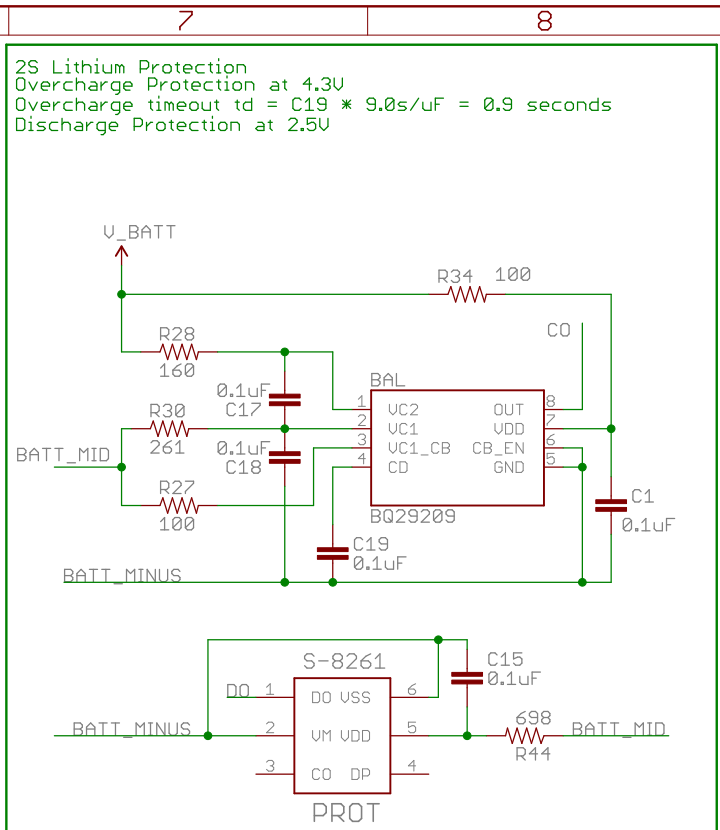 7
8
2S Lithium Protection
Overcharge Protection at 4.3V
Overcharge timeout td = C19 * 9.0s/uF = 0.9 seconds
Discharge Protection at 2.5V
V_BATT
R34 100
R28
160
CO
BAL
0.1uF
C17
1 VC2 OUT 8
R30
261
2 VC1 VDD 7
BATT_MID
0.1uF
C18
3 VC1_CB CB_EN 6
4 CD GND 5
R27
100
BQ29209
C1
0.1uF
C19
0.1uF
BATT_MINUS
S-8261
C15
0.1uF
DO 1 DO VSS 6
BATT_MINUS 2 VM VDD 5
698
R44
BATT_MID
3 CO DP 4
PROT